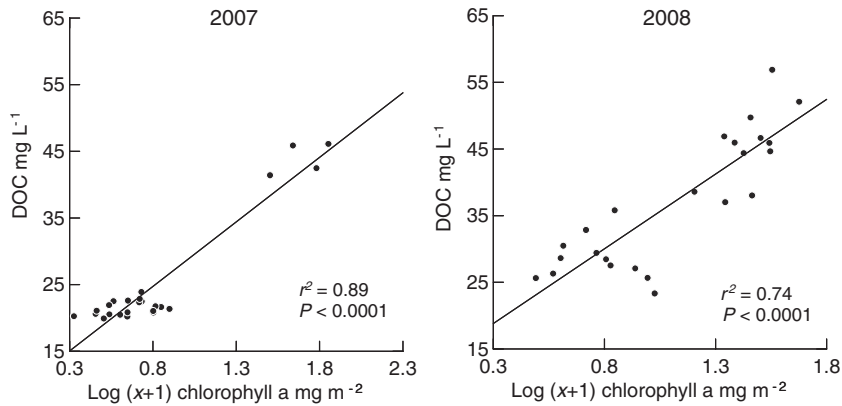 2007
DOC mg L⁻¹
65
55
45
35
25
15
0.3 0.8 1.3 1.8 2.3
Log (x+1) chlorophyll a mg m⁻²
r² = 0.89
P < 0.0001
2008
DOC mg L⁻¹
65
55
45
35
25
15
0.3 0.8 1.3 1.8
Log (x+1) chlorophyll a mg m⁻²
r² = 0.74
P < 0.0001